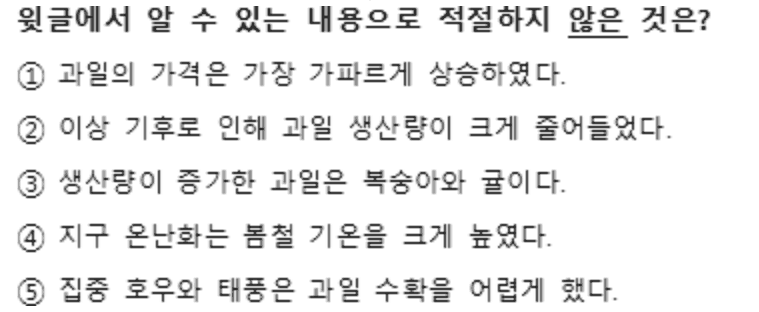 윗글에서 알 수 있는 내용으로 적절하지 않은 것은?
① 과일의 가격은 가장 가파르게 상승하였다.
② 이상 기후로 인해 과일 생산량이 크게 줄어들었다.
③ 생산량이 증가한 과일은 복숭아와 귤이다.
④ 지구 온난화는 봄철 기온을 크게 높였다.
⑤ 집중 호우와 태풍은 과일 수확을 어렵게 했다.